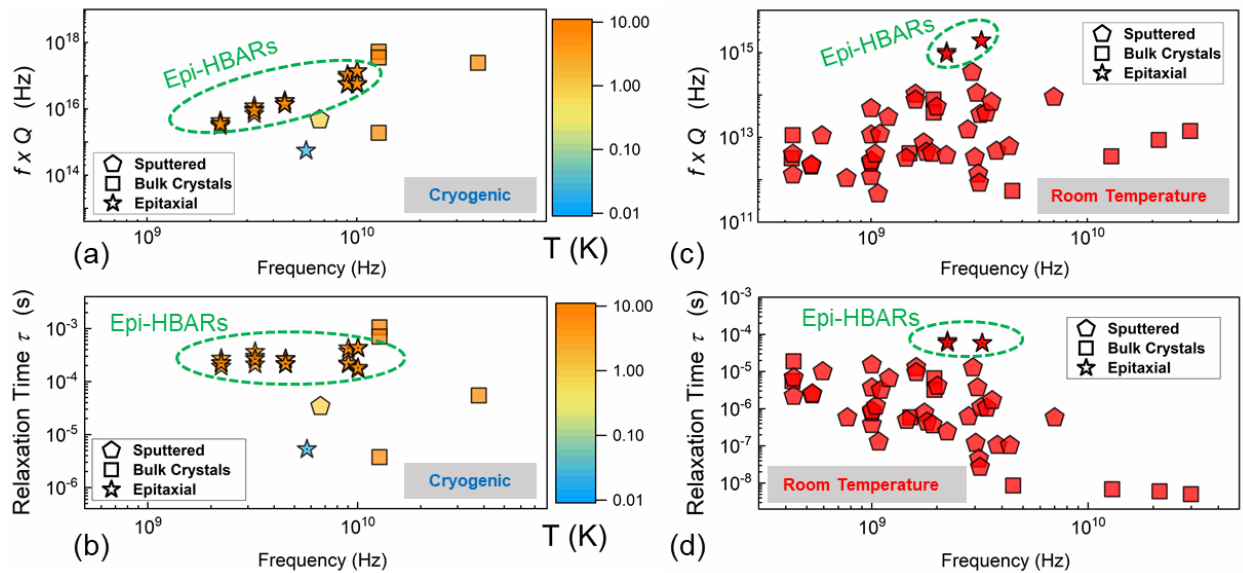 10^18
10^16
10^14
f x Q (Hz)
Epi-HBARs
Sputtered
Bulk Crystals
Epitaxial
Cryogenic
10.00
1.00
0.10
0.01
T (K)
(a)
10^9
10^10
Frequency (Hz)
10^15
10^13
10^11
f x Q (Hz)
Epi-HBARs
Sputtered
Bulk Crystals
Epitaxial
Room Temperature
(c)
10^9
10^10
Frequency (Hz)
10^-3
10^-4
10^-5
10^-6
Relaxation Time τ (s)
Epi-HBARs
Sputtered
Bulk Crystals
Epitaxial
Cryogenic
10.00
1.00
0.10
0.01
T (K)
(b)
10^9
10^10
Frequency (Hz)
10^-3
10^-4
10^-5
10^-6
10^-7
10^-8
Relaxation Time τ (s)
Epi-HBARs
Sputtered
Bulk Crystals
Epitaxial
Room Temperature
(d)
10^9
10^10
Frequency (Hz)